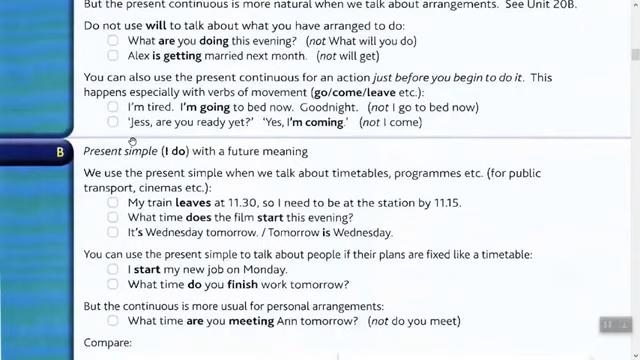 But the present continuous is more natural when we talk about arrangements. See Unit 20B.
Do not use will to talk about what you have arranged to do:
What are you doing this evening? (not What will you do)
Alex is getting married next month. (not will get)
You can also use the present continuous for an action just before you begin to do it. This
happens especially with verbs of movement (go/come/leave etc.):
I'm tired. I'm going to bed now. Goodnight. (not I go to bed now)
'Jess, are you ready yet?' 'Yes, I'm coming.' (not I come)
B
Present simple (I do) with a future meaning
We use the present simple when we talk about timetables, programmes etc. (for public
transport, cinemas etc.):
My train leaves at 11.30, so I need to be at the station by 11.15.
What time does the film start this evening?
It's Wednesday tomorrow. / Tomorrow is Wednesday.
You can use the present simple to talk about people if their plans are fixed like a timetable:
I start my new job on Monday.
What time do you finish work tomorrow?
But the continuous is more usual for personal arrangements:
What time are you meeting Ann tomorrow? (not do you meet)
Compare: